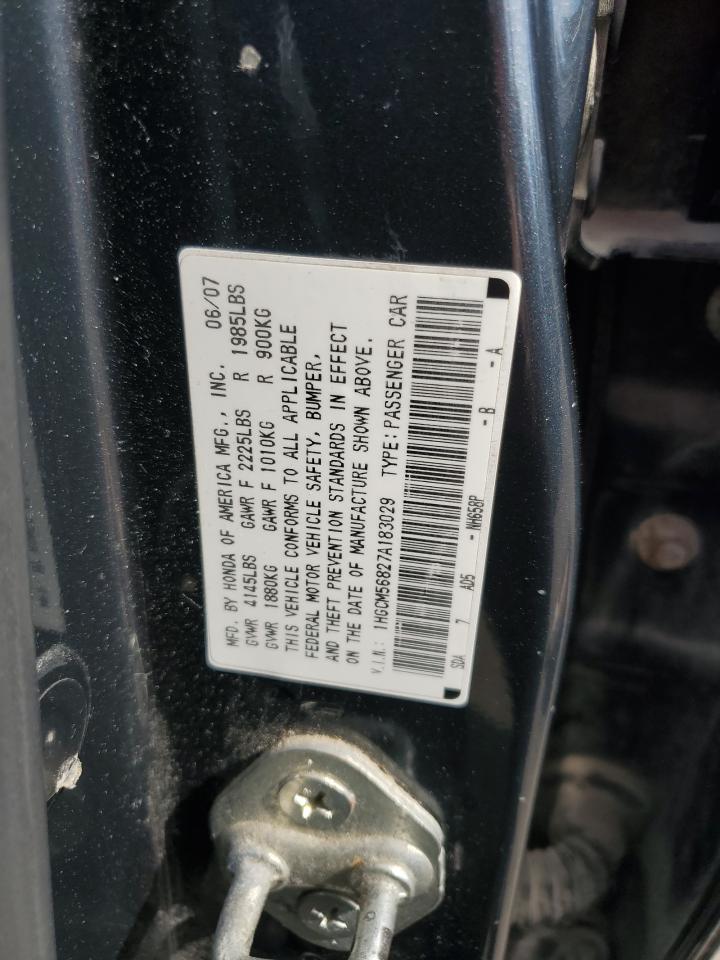 MFD. BY HONDA OF AMERICA MFG., INC. 06/07
GVWR 4145LBS GAWR F 2225LBS R 1985LBS
GVWR 1880KG GAWR F 1010KG R 900KG
THIS VEHICLE CONFORMS TO ALL APPLICABLE
FEDERAL MOTOR VEHICLE SAFETY, BUMPER,
AND THEFT PREVENTION STANDARDS IN EFFECT
ON THE DATE OF MANUFACTURE SHOWN ABOVE.
V.I.N.: 1HGCM56827A183029 TYPE: PASSENGER CAR
SDA 7 AD5 -NH658P -B -A